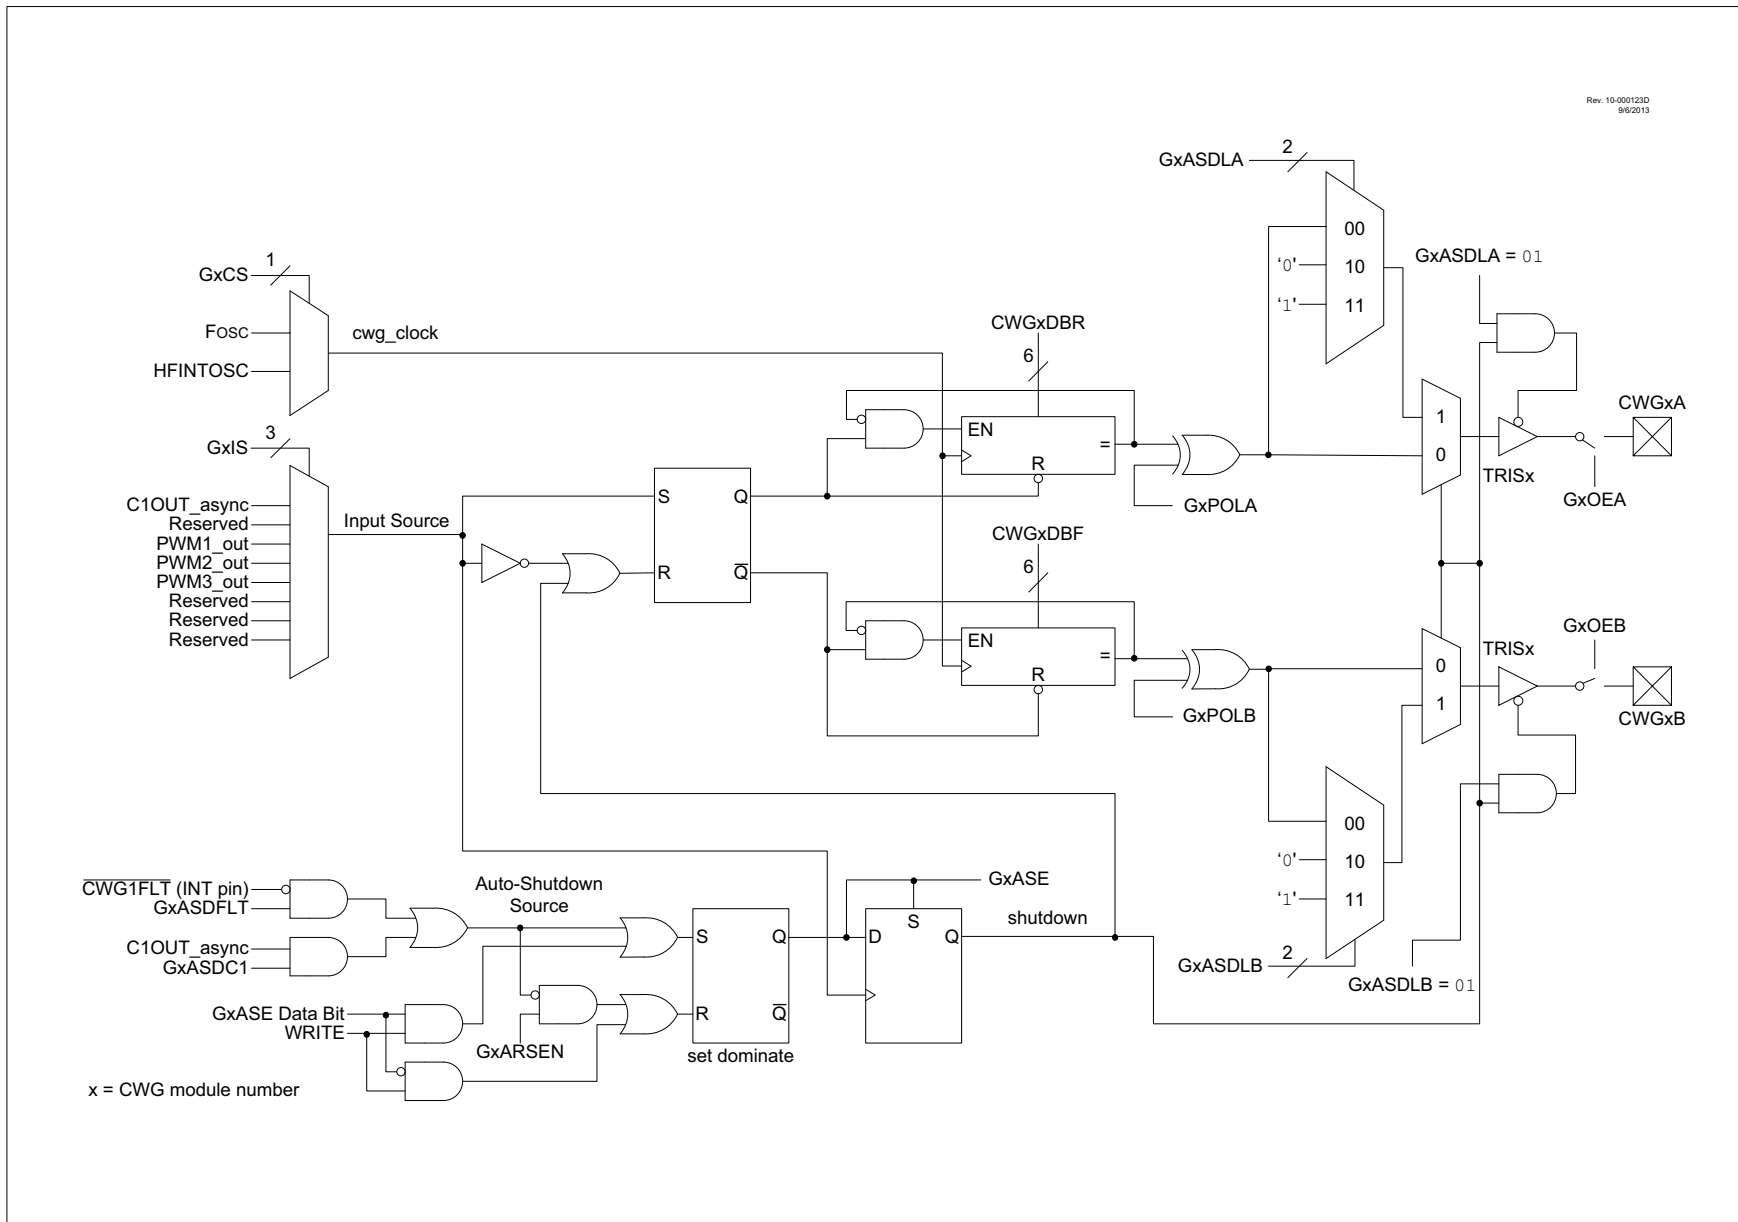 Rev. 10-000123D
9/6/2013
GxASDLA
2
00
'0'
10
'1'
11
GxASDLA = 01
1
GxCS
FOSC
HFINTOSC
cwg_clock
CWGxDBR
6
EN
=
R
GxPOLA
1
0
TRISx
CWGxA
GxOEA
3
GxIS
C1OUT_async
Reserved
PWM1_out
PWM2_out
PWM3_out
Reserved
Reserved
Reserved
Input Source
S
Q
R
Q
CWGxDBF
6
EN
=
R
GxPOLB
0
1
TRISx
GxOEB
CWGxB
00
'0'
10
'1'
11
GxASDLB
2
GxASDLB = 01
CWG1FLT (INT pin)
GxASDFLT
C1OUT_async
GxASDC1
GxASE Data Bit
WRITE
Auto-Shutdown
Source
GxARSEN
S
Q
R
Q
set dominate
GxASE
S
D
Q
shutdown
x = CWG module number